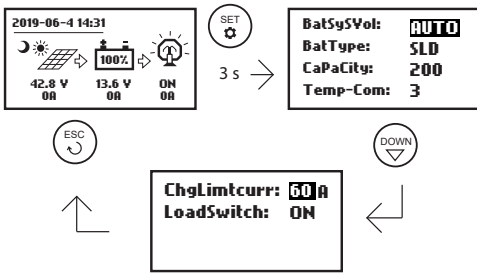 2019-06-4 14:31
100%
42.8 V 13.6 V ON
0A 0A 0A
SET
3 s
BatSySVol: AUTO
BatType: SLD
CaPaCity: 200
Temp-Com: 3
ESC
DOWN
ChgLimtcurr: 60 A
LoadSwitch: ON